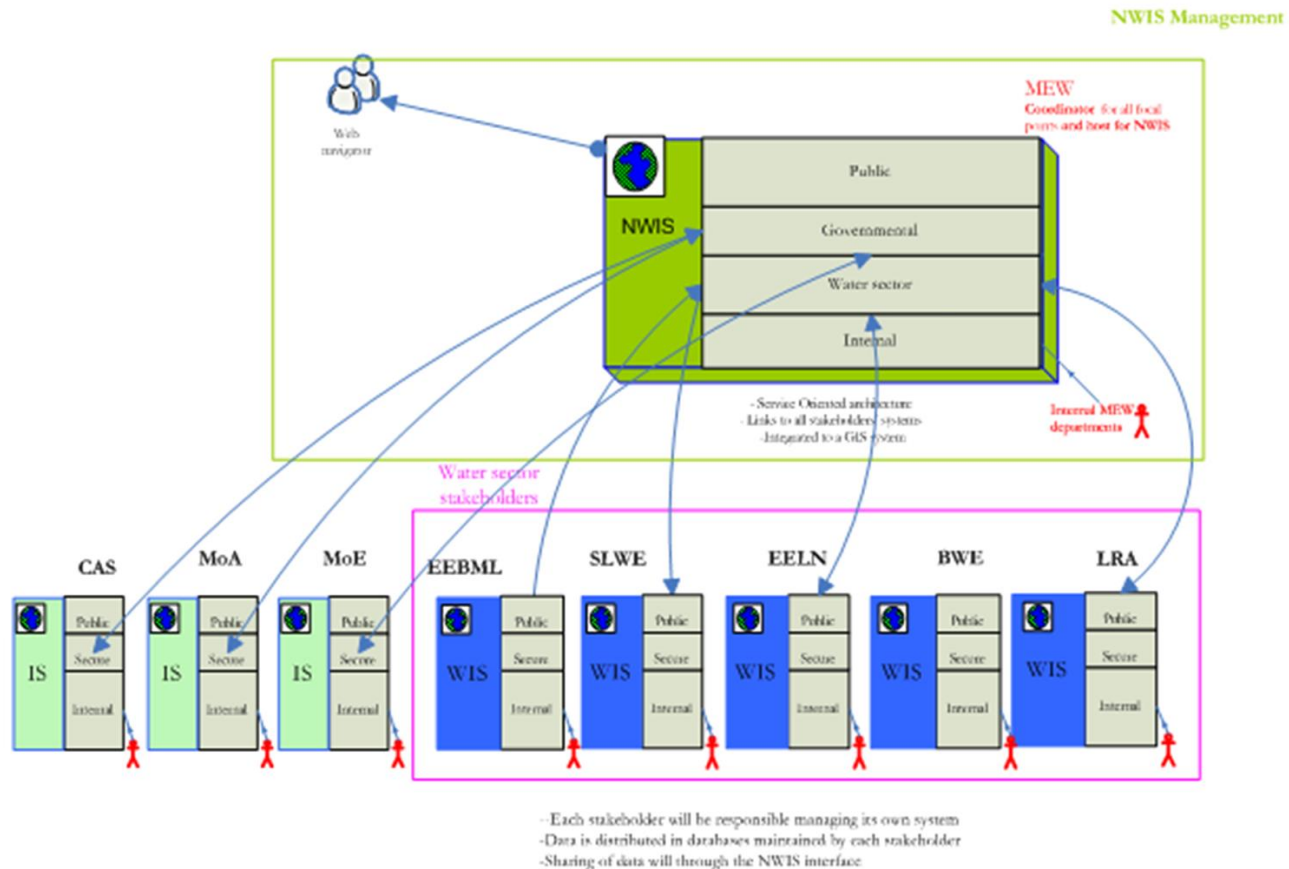 NWIS Management
MEW
Coordinator for all focal
points and host for NWIS
Web
navigator
Public
NWIS
Governmental
Water sector
Internal
- Service Oriented architecture
- Links to all stakeholders' systems
-Integrated to a GIS system
Internal MEW
departments
Water sector
stakeholders
CAS
MoA
MoE
EEBML
SLWE
EELN
BWE
LRA
Public
Public
Public
Public
Public
Public
Public
Public
IS
Secure
IS
Secure
IS
Secure
WIS
Secure
WIS
Secure
WIS
Secure
WIS
Secure
WIS
Secure
Internal
Internal
Internal
Internal
Internal
Internal
Internal
Internal
--Each stakeholder will be responsible managing its own system
-Data is distributed in databases maintained by each stakeholder
-Sharing of data will through the NWIS interface